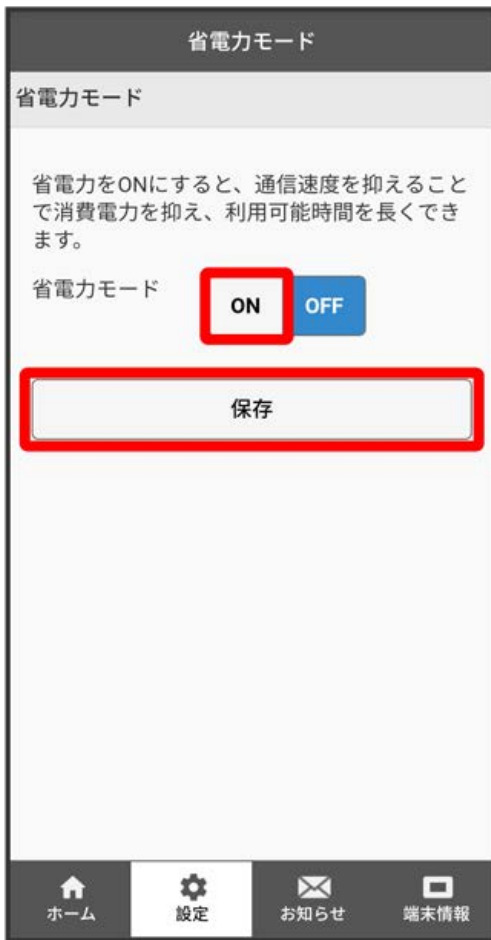 省電力モード
省電力モード
省電力をONにすると、通信速度を抑えること
で消費電力を抑え、利用可能時間を長くでき
ます。
省電力モード ON OFF
保存
ホーム 設定 お知らせ 端末情報